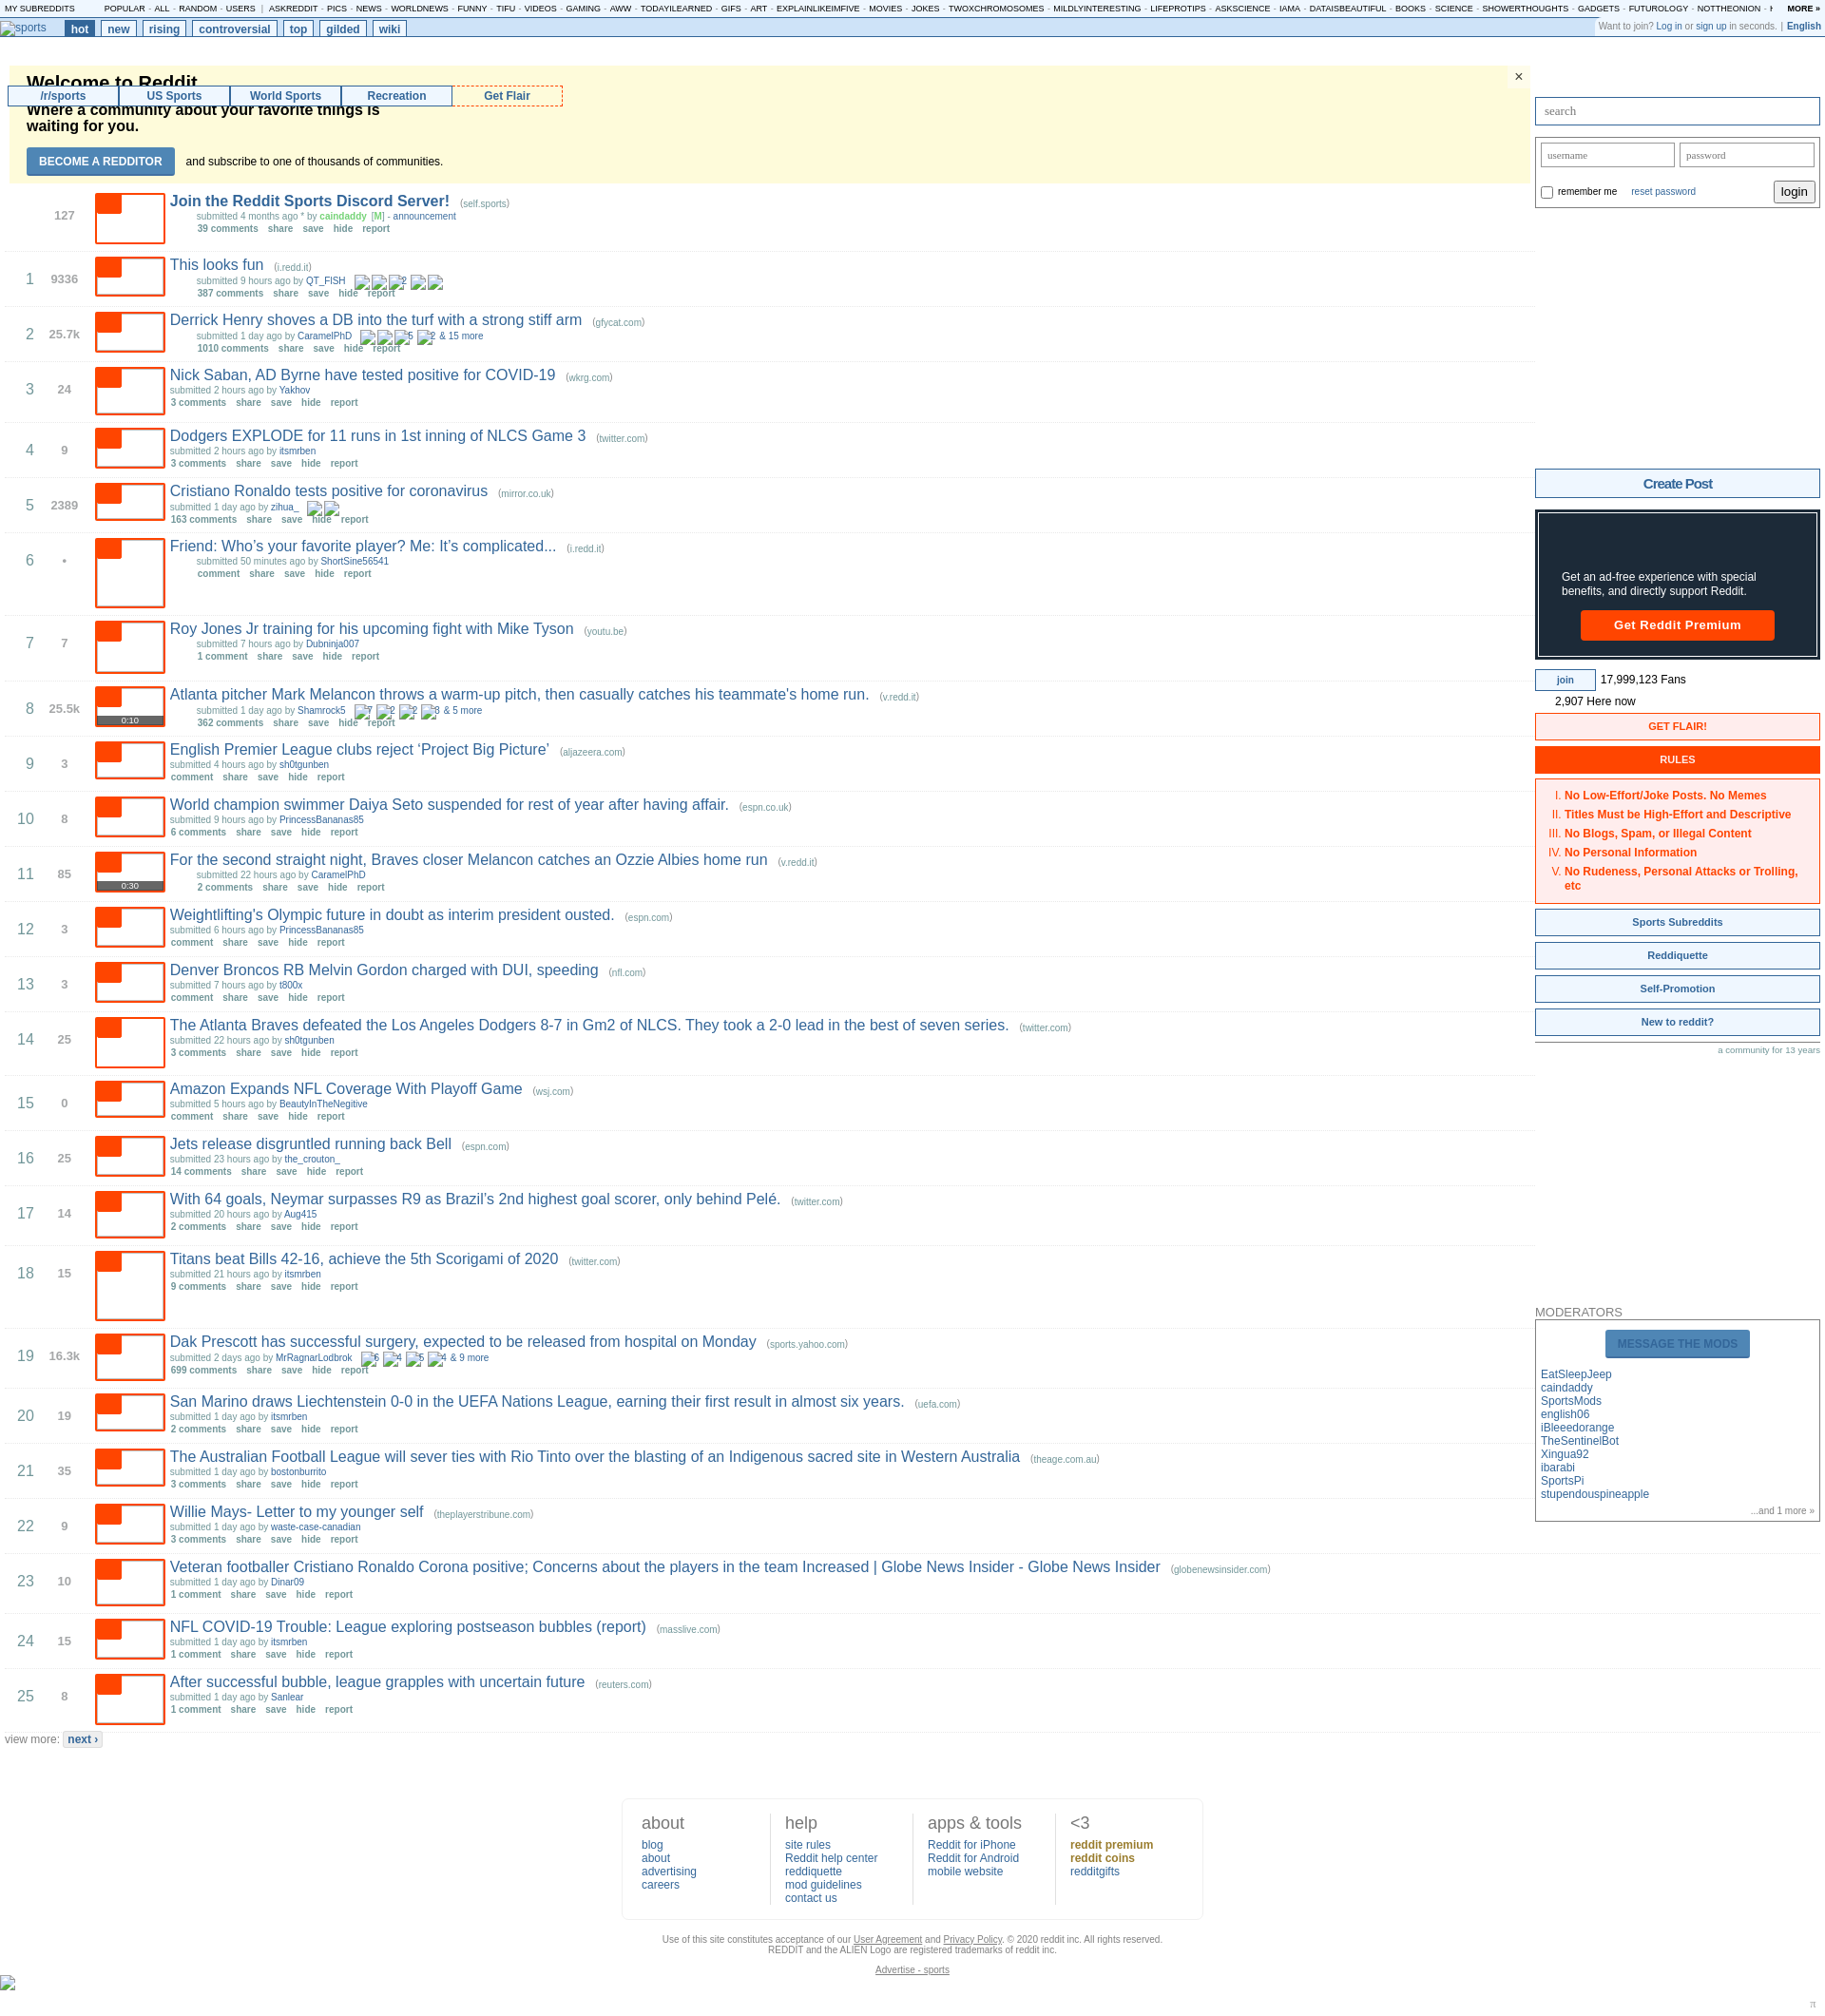 MY SUBREDDITS POPULAR - ALL - RANDOM - USERS | ASKREDDIT - PICS - NEWS - WORLDNEWS - FUNNY - TIFU - VIDEOS - GAMING - AWW - TODAYILEARNED - GIFS - ART - EXPLAINLIKEIMFIVE - MOVIES - JOKES - TWOXCHROMOSOMES - MILDLYINTERESTING - LIFEPROTIPS - ASKSCIENCE - IAMA - DATAISBEAUTIFUL - BOOKS - SCIENCE - SHOWERTHOUGHTS - GADGETS - FUTUROLOGY - NOTTHEONION - MORE »
sports hot new rising controversial top gilded wiki
Want to join? Log in or sign up in seconds. | English
Welcome to Reddit
×
/r/sports US Sports World Sports Recreation Get Flair
Where a community about your favorite things is
waiting for you.
BECOME A REDDITOR and subscribe to one of thousands of communities.
search
username password
remember me reset password login
127 Join the Reddit Sports Discord Server! (self.sports)
submitted 4 months ago * by caindaddy [M] - announcement
39 comments share save hide report
1 9336 This looks fun (i.redd.it)
submitted 9 hours ago by QT_FISH 2
387 comments share save hide report
2 25.7k Derrick Henry shoves a DB into the turf with a strong stiff arm (gfycat.com)
submitted 1 day ago by CaramelPhD 5 2 & 15 more
1010 comments share save hide report
3 24 Nick Saban, AD Byrne have tested positive for COVID-19 (wkrg.com)
submitted 2 hours ago by Yakhov
3 comments share save hide report
4 9 Dodgers EXPLODE for 11 runs in 1st inning of NLCS Game 3 (twitter.com)
submitted 2 hours ago by itsmrben
3 comments share save hide report
5 2389 Cristiano Ronaldo tests positive for coronavirus (mirror.co.uk)
submitted 1 day ago by zihua_
163 comments share save hide report
6 • Friend: Who’s your favorite player? Me: It’s complicated... (i.redd.it)
submitted 50 minutes ago by ShortSine56541
comment share save hide report
7 7 Roy Jones Jr training for his upcoming fight with Mike Tyson (youtu.be)
submitted 7 hours ago by Dubninja007
1 comment share save hide report
8 25.5k 0:10 Atlanta pitcher Mark Melancon throws a warm-up pitch, then casually catches his teammate's home run. (v.redd.it)
submitted 1 day ago by Shamrock5 7 2 2 3 & 5 more
362 comments share save hide report
9 3 English Premier League clubs reject ‘Project Big Picture’ (aljazeera.com)
submitted 4 hours ago by sh0tgunben
comment share save hide report
10 8 World champion swimmer Daiya Seto suspended for rest of year after having affair. (espn.co.uk)
submitted 9 hours ago by PrincessBananas85
6 comments share save hide report
11 85 0:30 For the second straight night, Braves closer Melancon catches an Ozzie Albies home run (v.redd.it)
submitted 22 hours ago by CaramelPhD
2 comments share save hide report
12 3 Weightlifting's Olympic future in doubt as interim president ousted. (espn.com)
submitted 6 hours ago by PrincessBananas85
comment share save hide report
13 3 Denver Broncos RB Melvin Gordon charged with DUI, speeding (nfl.com)
submitted 7 hours ago by t800x
comment share save hide report
14 25 The Atlanta Braves defeated the Los Angeles Dodgers 8-7 in Gm2 of NLCS. They took a 2-0 lead in the best of seven series. (twitter.com)
submitted 22 hours ago by sh0tgunben
3 comments share save hide report
15 0 Amazon Expands NFL Coverage With Playoff Game (wsj.com)
submitted 5 hours ago by BeautyInTheNegitive
comment share save hide report
16 25 Jets release disgruntled running back Bell (espn.com)
submitted 23 hours ago by the_crouton_
14 comments share save hide report
17 14 With 64 goals, Neymar surpasses R9 as Brazil’s 2nd highest goal scorer, only behind Pelé. (twitter.com)
submitted 20 hours ago by Aug415
2 comments share save hide report
18 15 Titans beat Bills 42-16, achieve the 5th Scorigami of 2020 (twitter.com)
submitted 21 hours ago by itsmrben
9 comments share save hide report
19 16.3k Dak Prescott has successful surgery, expected to be released from hospital on Monday (sports.yahoo.com)
submitted 2 days ago by MrRagnarLodbrok 6 4 5 4 & 9 more
699 comments share save hide report
20 19 San Marino draws Liechtenstein 0-0 in the UEFA Nations League, earning their first result in almost six years. (uefa.com)
submitted 1 day ago by itsmrben
2 comments share save hide report
21 35 The Australian Football League will sever ties with Rio Tinto over the blasting of an Indigenous sacred site in Western Australia (theage.com.au)
submitted 1 day ago by bostonburrito
3 comments share save hide report
22 9 Willie Mays- Letter to my younger self (theplayerstribune.com)
submitted 1 day ago by waste-case-canadian
3 comments share save hide report
23 10 Veteran footballer Cristiano Ronaldo Corona positive; Concerns about the players in the team Increased | Globe News Insider - Globe News Insider (globenewsinsider.com)
submitted 1 day ago by Dinar09
1 comment share save hide report
24 15 NFL COVID-19 Trouble: League exploring postseason bubbles (report) (masslive.com)
submitted 1 day ago by itsmrben
1 comment share save hide report
25 8 After successful bubble, league grapples with uncertain future (reuters.com)
submitted 1 day ago by Sanlear
1 comment share save hide report
view more: next ›
Create Post
Get an ad-free experience with special
benefits, and directly support Reddit.
Get Reddit Premium
join 17,999,123 Fans
2,907 Here now
GET FLAIR!
RULES
I. No Low-Effort/Joke Posts. No Memes
II. Titles Must be High-Effort and Descriptive
III. No Blogs, Spam, or Illegal Content
IV. No Personal Information
V. No Rudeness, Personal Attacks or Trolling,
etc
Sports Subreddits
Reddiquette
Self-Promotion
New to reddit?
a community for 13 years
MODERATORS
MESSAGE THE MODS
EatSleepJeep
caindaddy
SportsMods
english06
iBleeedorange
TheSentinelBot
Xingua92
ibarabi
SportsPi
stupendouspineapple
...and 1 more »
about
blog
about
advertising
careers
help
site rules
Reddit help center
reddiquette
mod guidelines
contact us
apps & tools
Reddit for iPhone
Reddit for Android
mobile website
<3
reddit premium
reddit coins
redditgifts
Use of this site constitutes acceptance of our User Agreement and Privacy Policy. © 2020 reddit inc. All rights reserved.
REDDIT and the ALIEN Logo are registered trademarks of reddit inc.
Advertise - sports
π